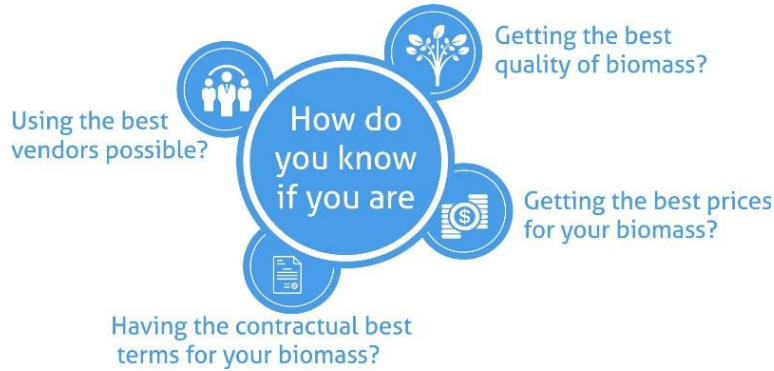 How do
you know
if you are
Getting the best
quality of biomass?
Using the best
vendors possible?
Getting the best prices
for your biomass?
Having the contractual best
terms for your biomass?
$